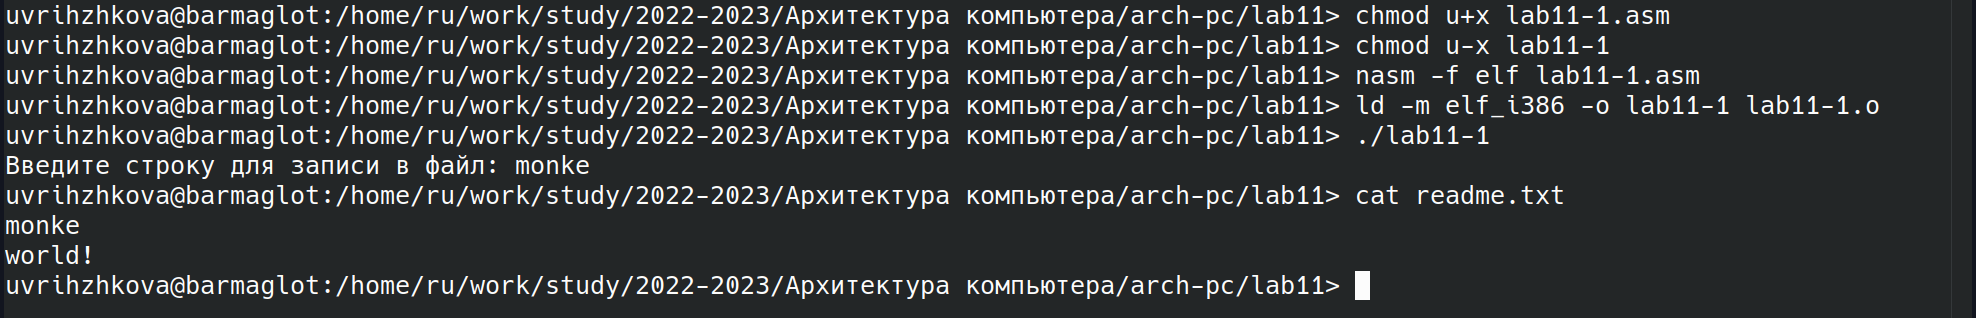 uvrihzhkova@barmaglot:/home/ru/work/study/2022-2023/Архитектура компьютера/arch-pc/lab11> chmod u+x lab11-1.asm
uvrihzhkova@barmaglot:/home/ru/work/study/2022-2023/Архитектура компьютера/arch-pc/lab11> chmod u-x lab11-1
uvrihzhkova@barmaglot:/home/ru/work/study/2022-2023/Архитектура компьютера/arch-pc/lab11> nasm -f elf lab11-1.asm
uvrihzhkova@barmaglot:/home/ru/work/study/2022-2023/Архитектура компьютера/arch-pc/lab11> ld -m elf_i386 -o lab11-1 lab11-1.o
uvrihzhkova@barmaglot:/home/ru/work/study/2022-2023/Архитектура компьютера/arch-pc/lab11> ./lab11-1
Введите строку для записи в файл: monke
uvrihzhkova@barmaglot:/home/ru/work/study/2022-2023/Архитектура компьютера/arch-pc/lab11> cat readme.txt
monke
world!
uvrihzhkova@barmaglot:/home/ru/work/study/2022-2023/Архитектура компьютера/arch-pc/lab11>